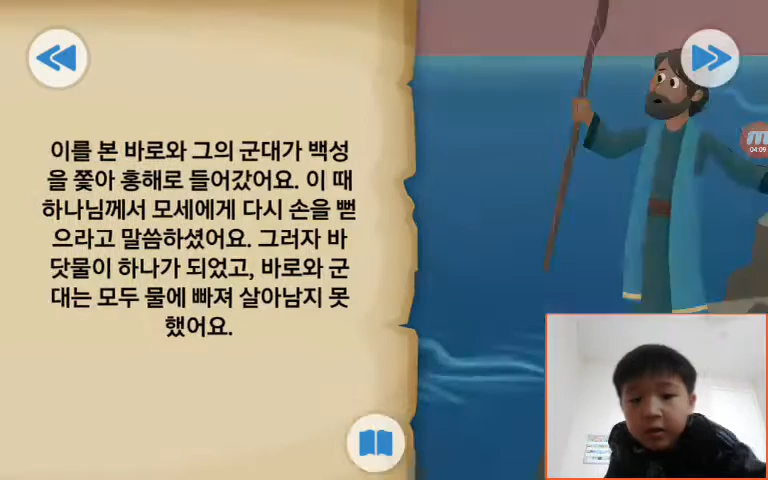 이를 본 바로와 그의 군대가 백성
을 쫓아 홍해로 들어갔어요. 이 때
하나님께서 모세에게 다시 손을 뻗
으라고 말씀하셨어요. 그러자 바
닷물이 하나가 되었고, 바로와 군
대는 모두 물에 빠져 살아남지 못
했어요.
04:09